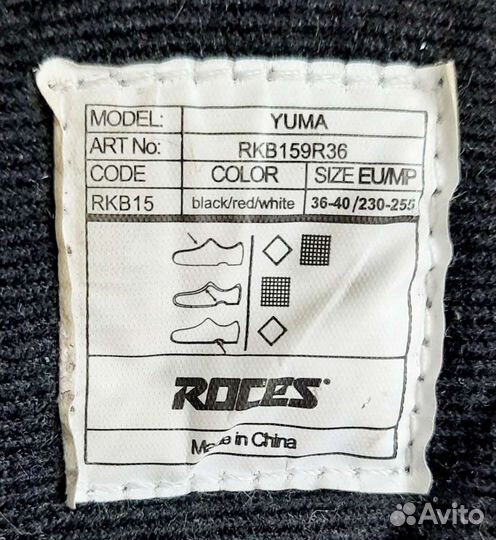 MODEL: YUMA
ART No: RKB159R36
CODE COLOR SIZE EU/MP
RKB15 black/red/white 36-40/230-255
ROCES
Made in China
Avito